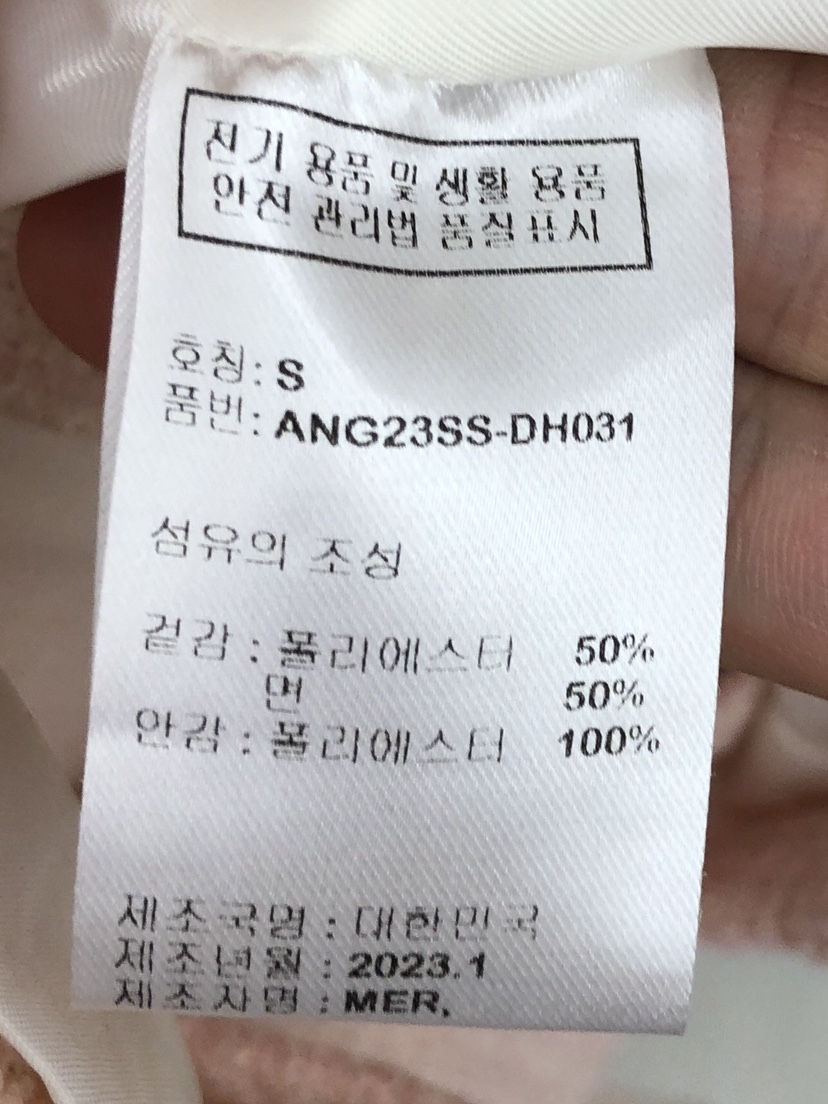 전기 용품 및 생활 용품
안전 관리법 품질표시
호칭: S
품번: ANG23SS-DH031
섬유의 조성
겉감 : 폴리에스터 50%
면 50%
안감 : 폴리에스터 100%
제조국명 : 대한민국
제조년월 : 2023.1
제조자명 : MER.